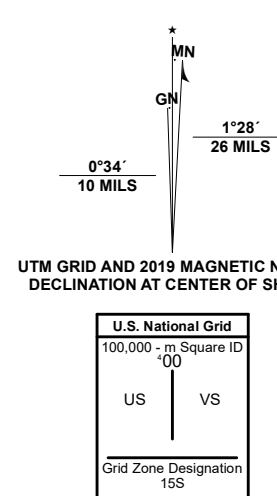 ★
MN
GN
1°28´
26 MILS
0°34´
10 MILS
UTM GRID AND 2019 MAGNETIC N
DECLINATION AT CENTER OF SH
U.S. National Grid
100,000 - m Square ID
⁴00
US VS
Grid Zone Designation
15S